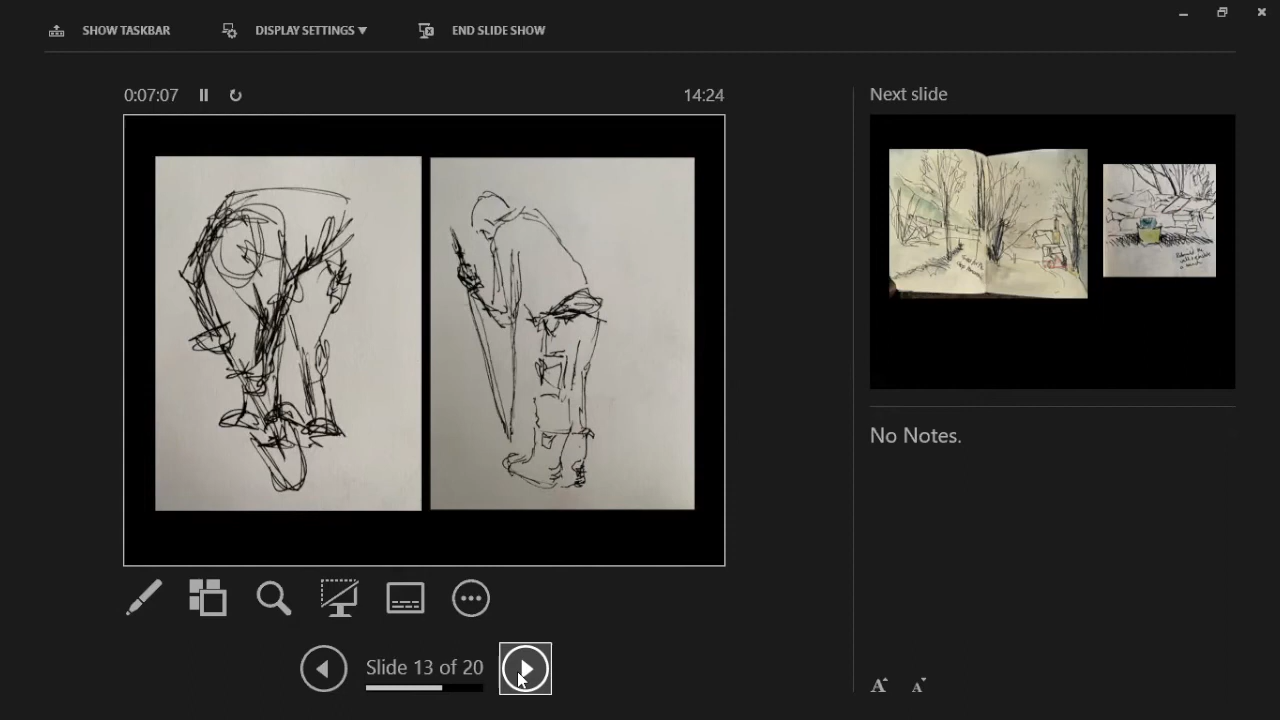 SHOW TASKBAR
DISPLAY SETTINGS ▼
END SLIDE SHOW
0:07:07
14:24
Next slide
No Notes.
Slide 13 of 20
A A